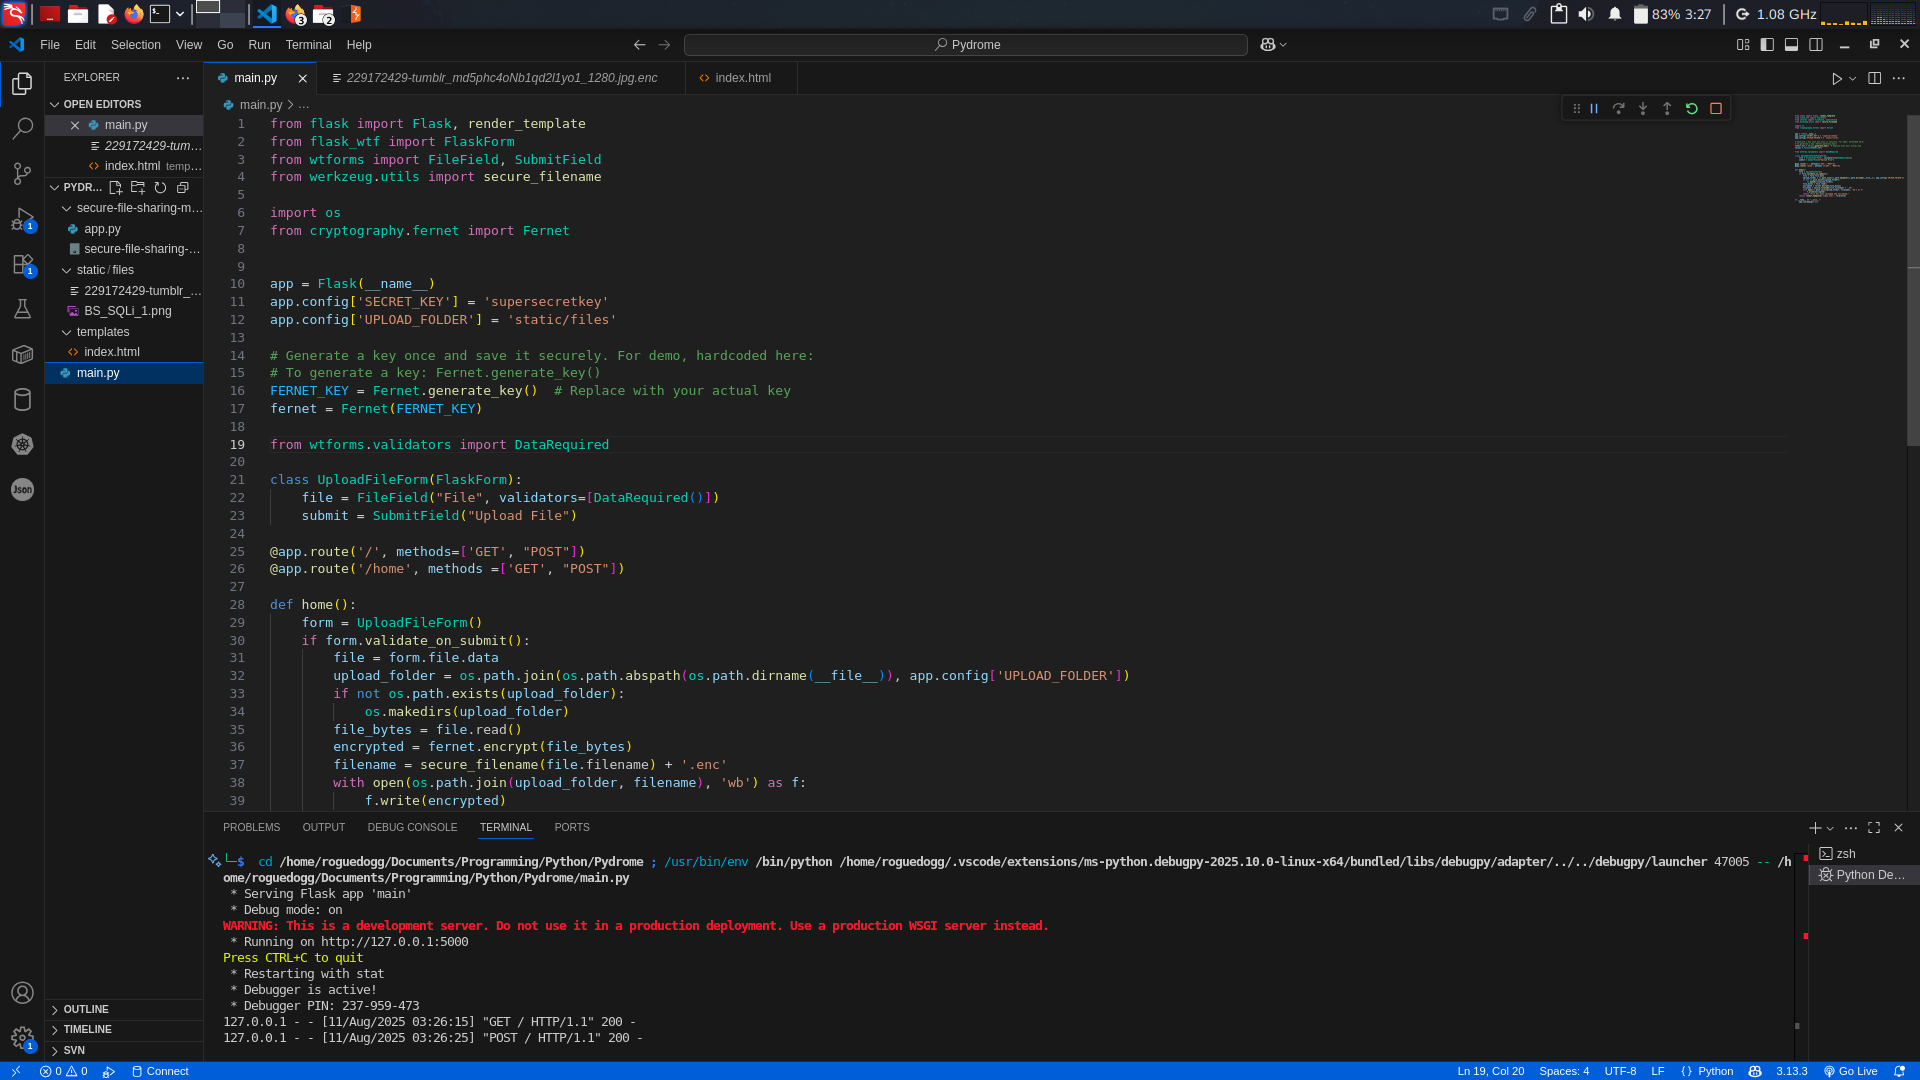 3
2
83% 3:27
1.08 GHz
File Edit Selection View Go Run Terminal Help
Pydrome
EXPLORER
main.py
229172429-tumblr_md5phc4oNb1qd2l1yo1_1280.jpg.enc
index.html
main.py > ...
OPEN EDITORS
main.py
229172429-tum...
index.html temp...
PYDR...
secure-file-sharing-m...
app.py
secure-file-sharing-...
static / files
229172429-tumblr_...
BS_SQLi_1.png
templates
index.html
main.py
1
1
Json
1
OUTLINE
TIMELINE
SVN
1 from flask import Flask, render_template
2 from flask_wtf import FlaskForm
3 from wtforms import FileField, SubmitField
4 from werkzeug.utils import secure_filename
5
6 import os
7 from cryptography.fernet import Fernet
8
9
10 app = Flask(__name__)
11 app.config['SECRET_KEY'] = 'supersecretkey'
12 app.config['UPLOAD_FOLDER'] = 'static/files'
13
14 # Generate a key once and save it securely. For demo, hardcoded here:
15 # To generate a key: Fernet.generate_key()
16 FERNET_KEY = Fernet.generate_key()  # Replace with your actual key
17 fernet = Fernet(FERNET_KEY)
18
19 from wtforms.validators import DataRequired
20
21 class UploadFileForm(FlaskForm):
22     file = FileField("File", validators=[DataRequired()])
23     submit = SubmitField("Upload File")
24
25 @app.route('/', methods=['GET', "POST"])
26 @app.route('/home', methods =['GET', "POST"])
27
28 def home():
29     form = UploadFileForm()
30     if form.validate_on_submit():
31         file = form.file.data
32         upload_folder = os.path.join(os.path.abspath(os.path.dirname(__file__)), app.config['UPLOAD_FOLDER'])
33         if not os.path.exists(upload_folder):
34             os.makedirs(upload_folder)
35         file_bytes = file.read()
36         encrypted = fernet.encrypt(file_bytes)
37         filename = secure_filename(file.filename) + '.enc'
38         with open(os.path.join(upload_folder, filename), 'wb') as f:
39             f.write(encrypted)
PROBLEMS OUTPUT DEBUG CONSOLE TERMINAL PORTS
└─$ cd /home/roguedogg/Documents/Programming/Python/Pydrome ; /usr/bin/env /bin/python /home/roguedogg/.vscode/extensions/ms-python.debugpy-2025.10.0-linux-x64/bundled/libs/debugpy/adapter/../../debugpy/launcher 47005 -- /h
ome/roguedogg/Documents/Programming/Python/Pydrome/main.py
* Serving Flask app 'main'
* Debug mode: on
WARNING: This is a development server. Do not use it in a production deployment. Use a production WSGI server instead.
* Running on http://127.0.0.1:5000
Press CTRL+C to quit
* Restarting with stat
* Debugger is active!
* Debugger PIN: 237-959-473
127.0.0.1 - - [11/Aug/2025 03:26:15] "GET / HTTP/1.1" 200 -
127.0.0.1 - - [11/Aug/2025 03:26:25] "POST / HTTP/1.1" 200 -
zsh
Python De...
0 0
Connect
Ln 19, Col 20 Spaces: 4 UTF-8 LF {} Python 3.13.3 Go Live